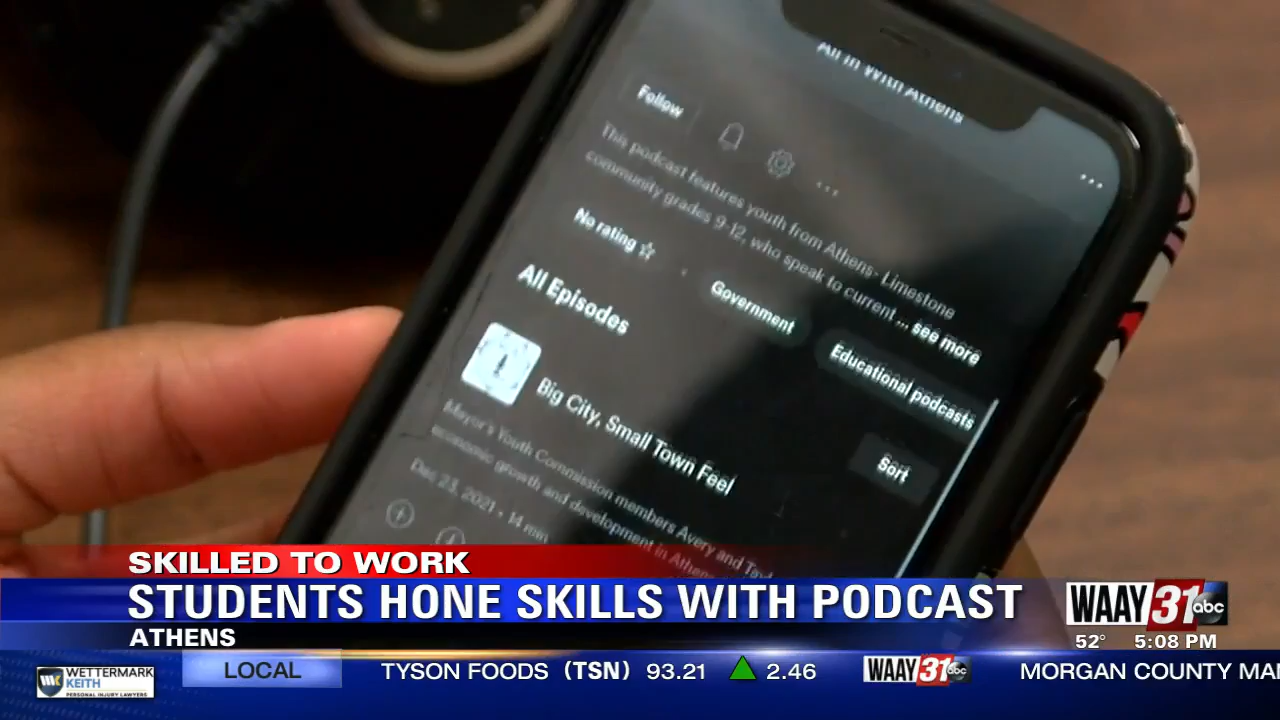 All In With Athens
Follow
This podcast features youth from Athens- Limestone
community grades 9-12, who speak to current... see more
No rating
Government
Educational podcasts
All Episodes
Sort
Big City, Small Town Feel
Mayor's Youth Commission members Avery and
economic growth and development in Athens
Dec 23, 2021 • 14 min
SKILLED TO WORK
STUDENTS HONE SKILLS WITH PODCAST
ATHENS
WAAY 31 abc
52° 5:08 PM
WETTERMARK
KEITH
PERSONAL INJURY LAWYERS
LOCAL
TYSON FOODS (TSN) 93.21 ▲ 2.46
WAAY 31 abc
MORGAN COUNTY MA